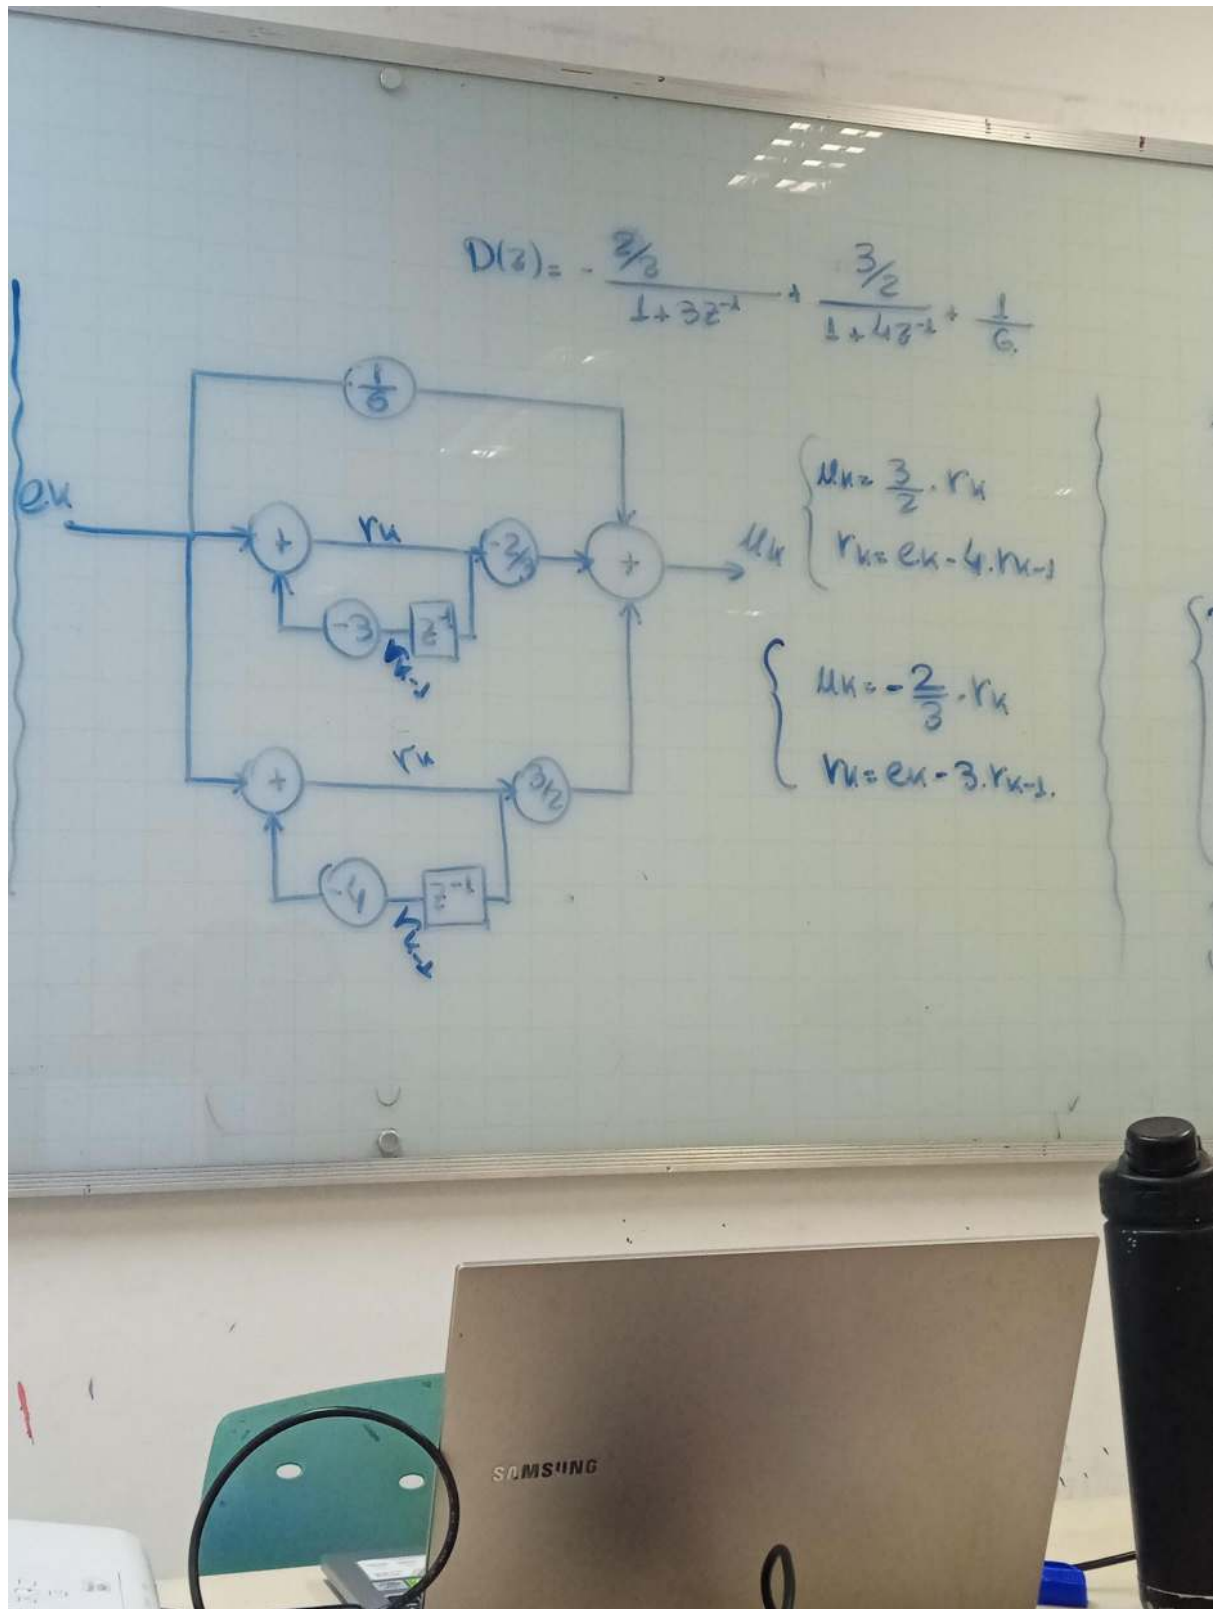 D(z) = - 2/3 / (1+3z⁻¹) + 3/2 / (1+4z⁻¹) + 1/6.
1/6
ek
+
rk
-2/3
+
uk
-3
z⁻¹
rk-1
+
rk
3/2
-4
z⁻¹
rk-1
uk = 3/2 . rk
rk = ek - 4.rk-1
uk = - 2/3 . rk
rk = ek - 3.rk-1.
SAMSUNG